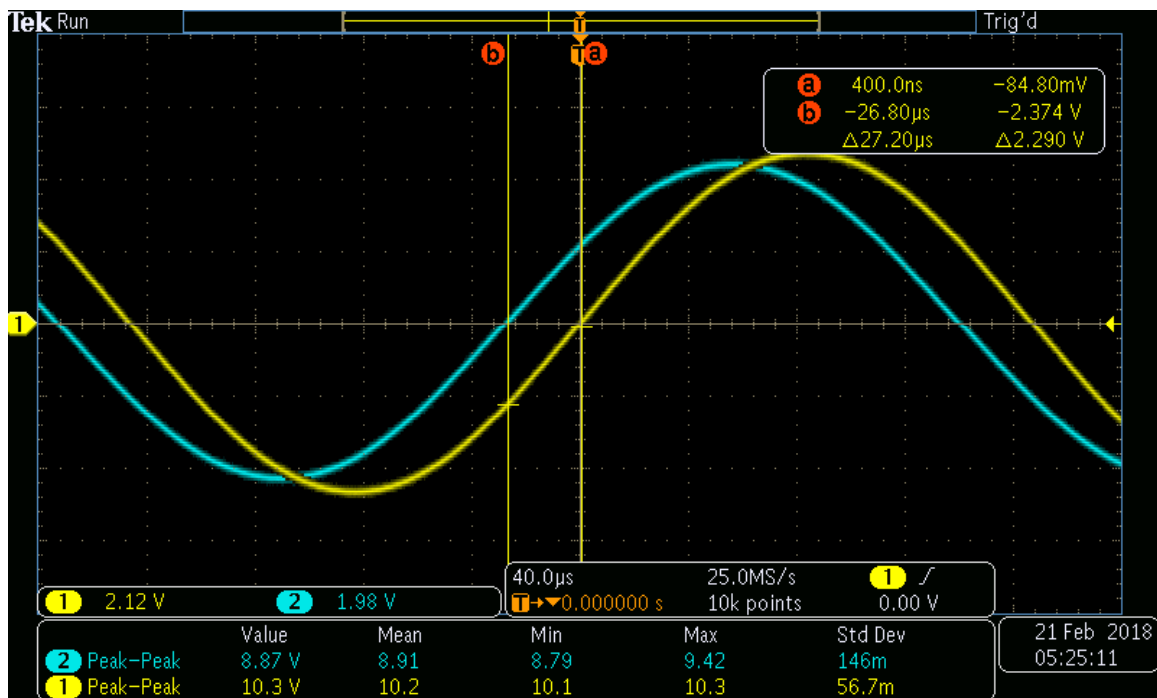 Tek Run Trig'd
T
b T a
a 400.0ns -84.80mV
b -26.80µs -2.374 V
Δ27.20µs Δ2.290 V
1
1 2.12 V 2 1.98 V
40.0µs 25.0MS/s 1
T→▼0.000000 s 10k points 0.00 V
Value Mean Min Max Std Dev
2 Peak-Peak 8.87 V 8.91 8.79 9.42 146m
1 Peak-Peak 10.3 V 10.2 10.1 10.3 56.7m
21 Feb 2018
05:25:11